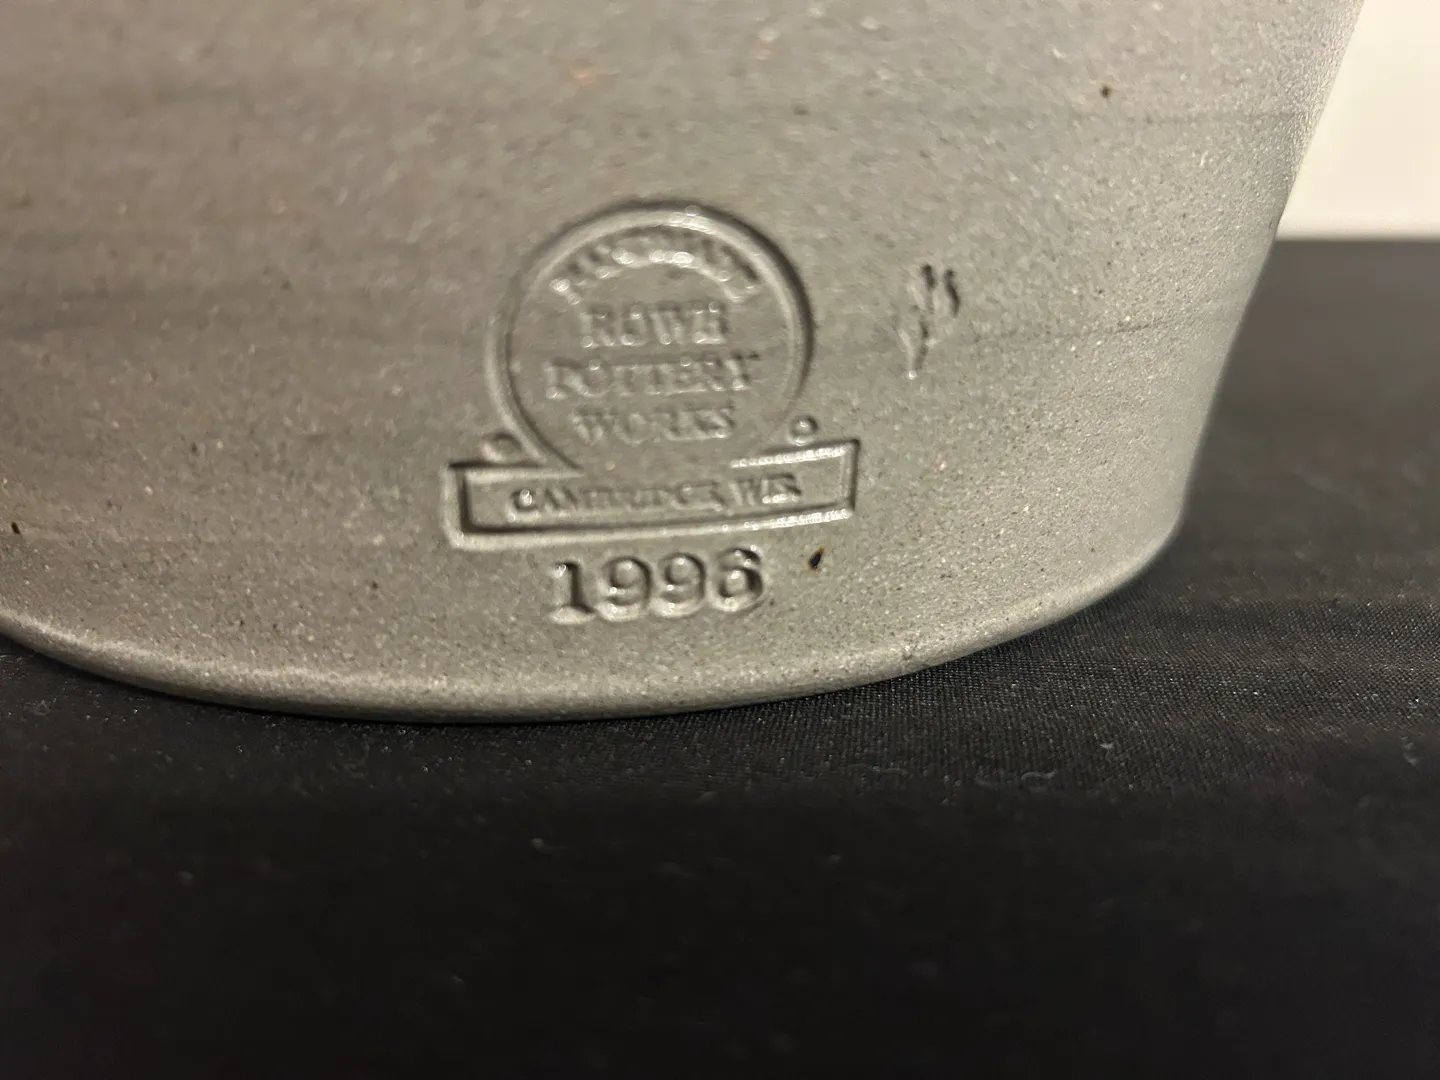 ROWE
POTTERY
WORKS
CAMBRIDGE, WIS
1996